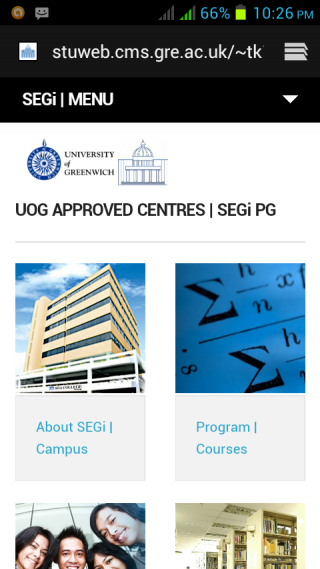 66% 10:26 PM
stuweb.cms.gre.ac.uk/~tk
SEGi | MENU
UNIVERSITY
of
GREENWICH
UOG APPROVED CENTRES | SEGi PG
About SEGi |
Campus
Program |
Courses